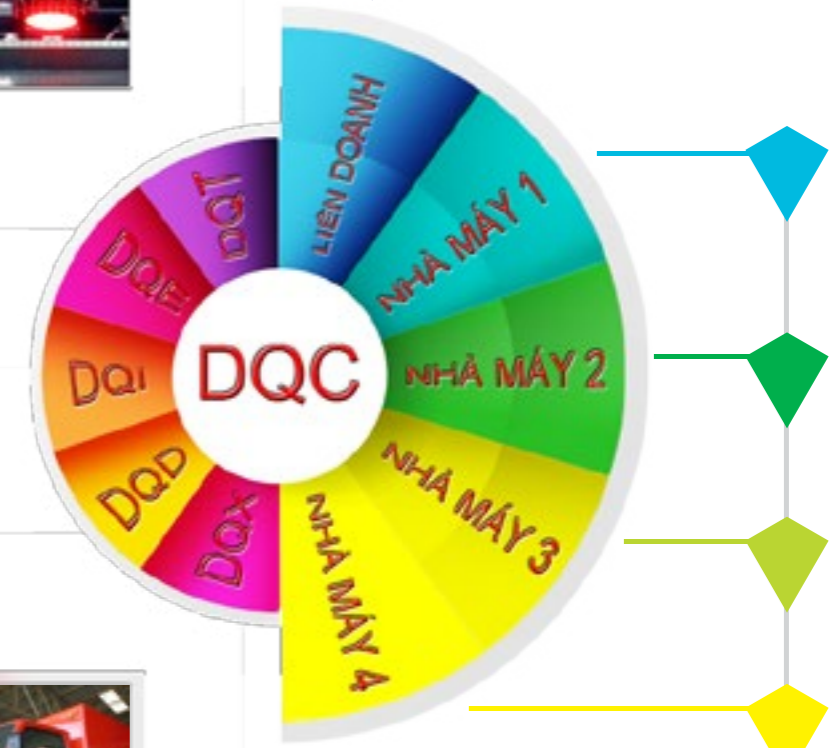 LIÊN DOANH
NHÀ MÁY 1
NHÀ MÁY 2
NHÀ MÁY 3
NHÀ MÁY 4
DQC
DQT
DQE
DQI
DQD
DQX